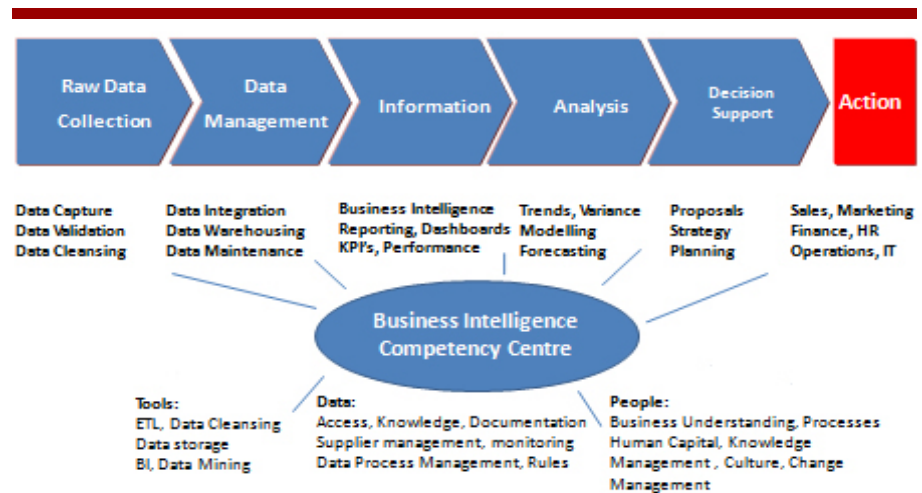 Raw Data
Collection
Data
Management
Information
Analysis
Decision
Support
Action
Data Capture
Data Validation
Data Cleansing
Data Integration
Data Warehousing
Data Maintenance
Business Intelligence
Reporting, Dashboards
KPI's, Performance
Trends, Variance
Modelling
Forecasting
Proposals
Strategy
Planning
Sales, Marketing
Finance, HR
Operations, IT
Business Intelligence
Competency Centre
Tools:
ETL, Data Cleansing
Data storage
BI, Data Mining
Data:
Access, Knowledge, Documentation
Supplier management, monitoring
Data Process Management, Rules
People:
Business Understanding, Processes
Human Capital, Knowledge
Management , Culture, Change
Management